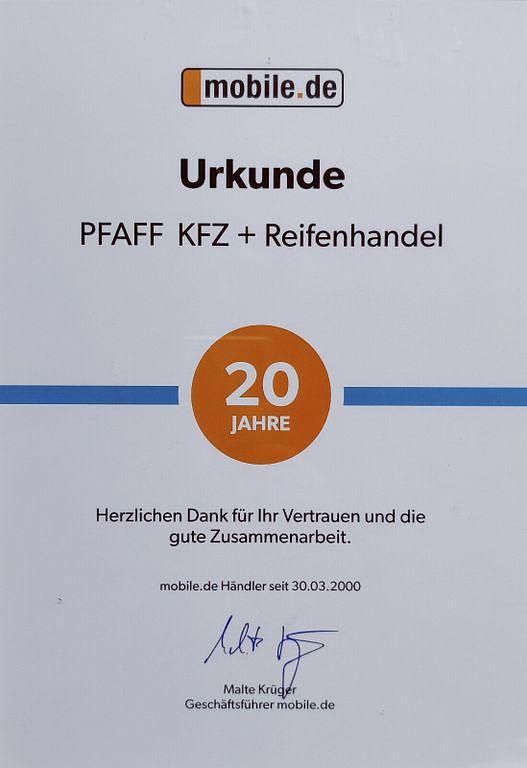 mobile.de
Urkunde
PFAFF KFZ + Reifenhandel
20
JAHRE
Herzlichen Dank für Ihr Vertrauen und die
gute Zusammenarbeit.
mobile.de Händler seit 30.03.2000
Malte Krüger
Geschäftsführer mobile.de